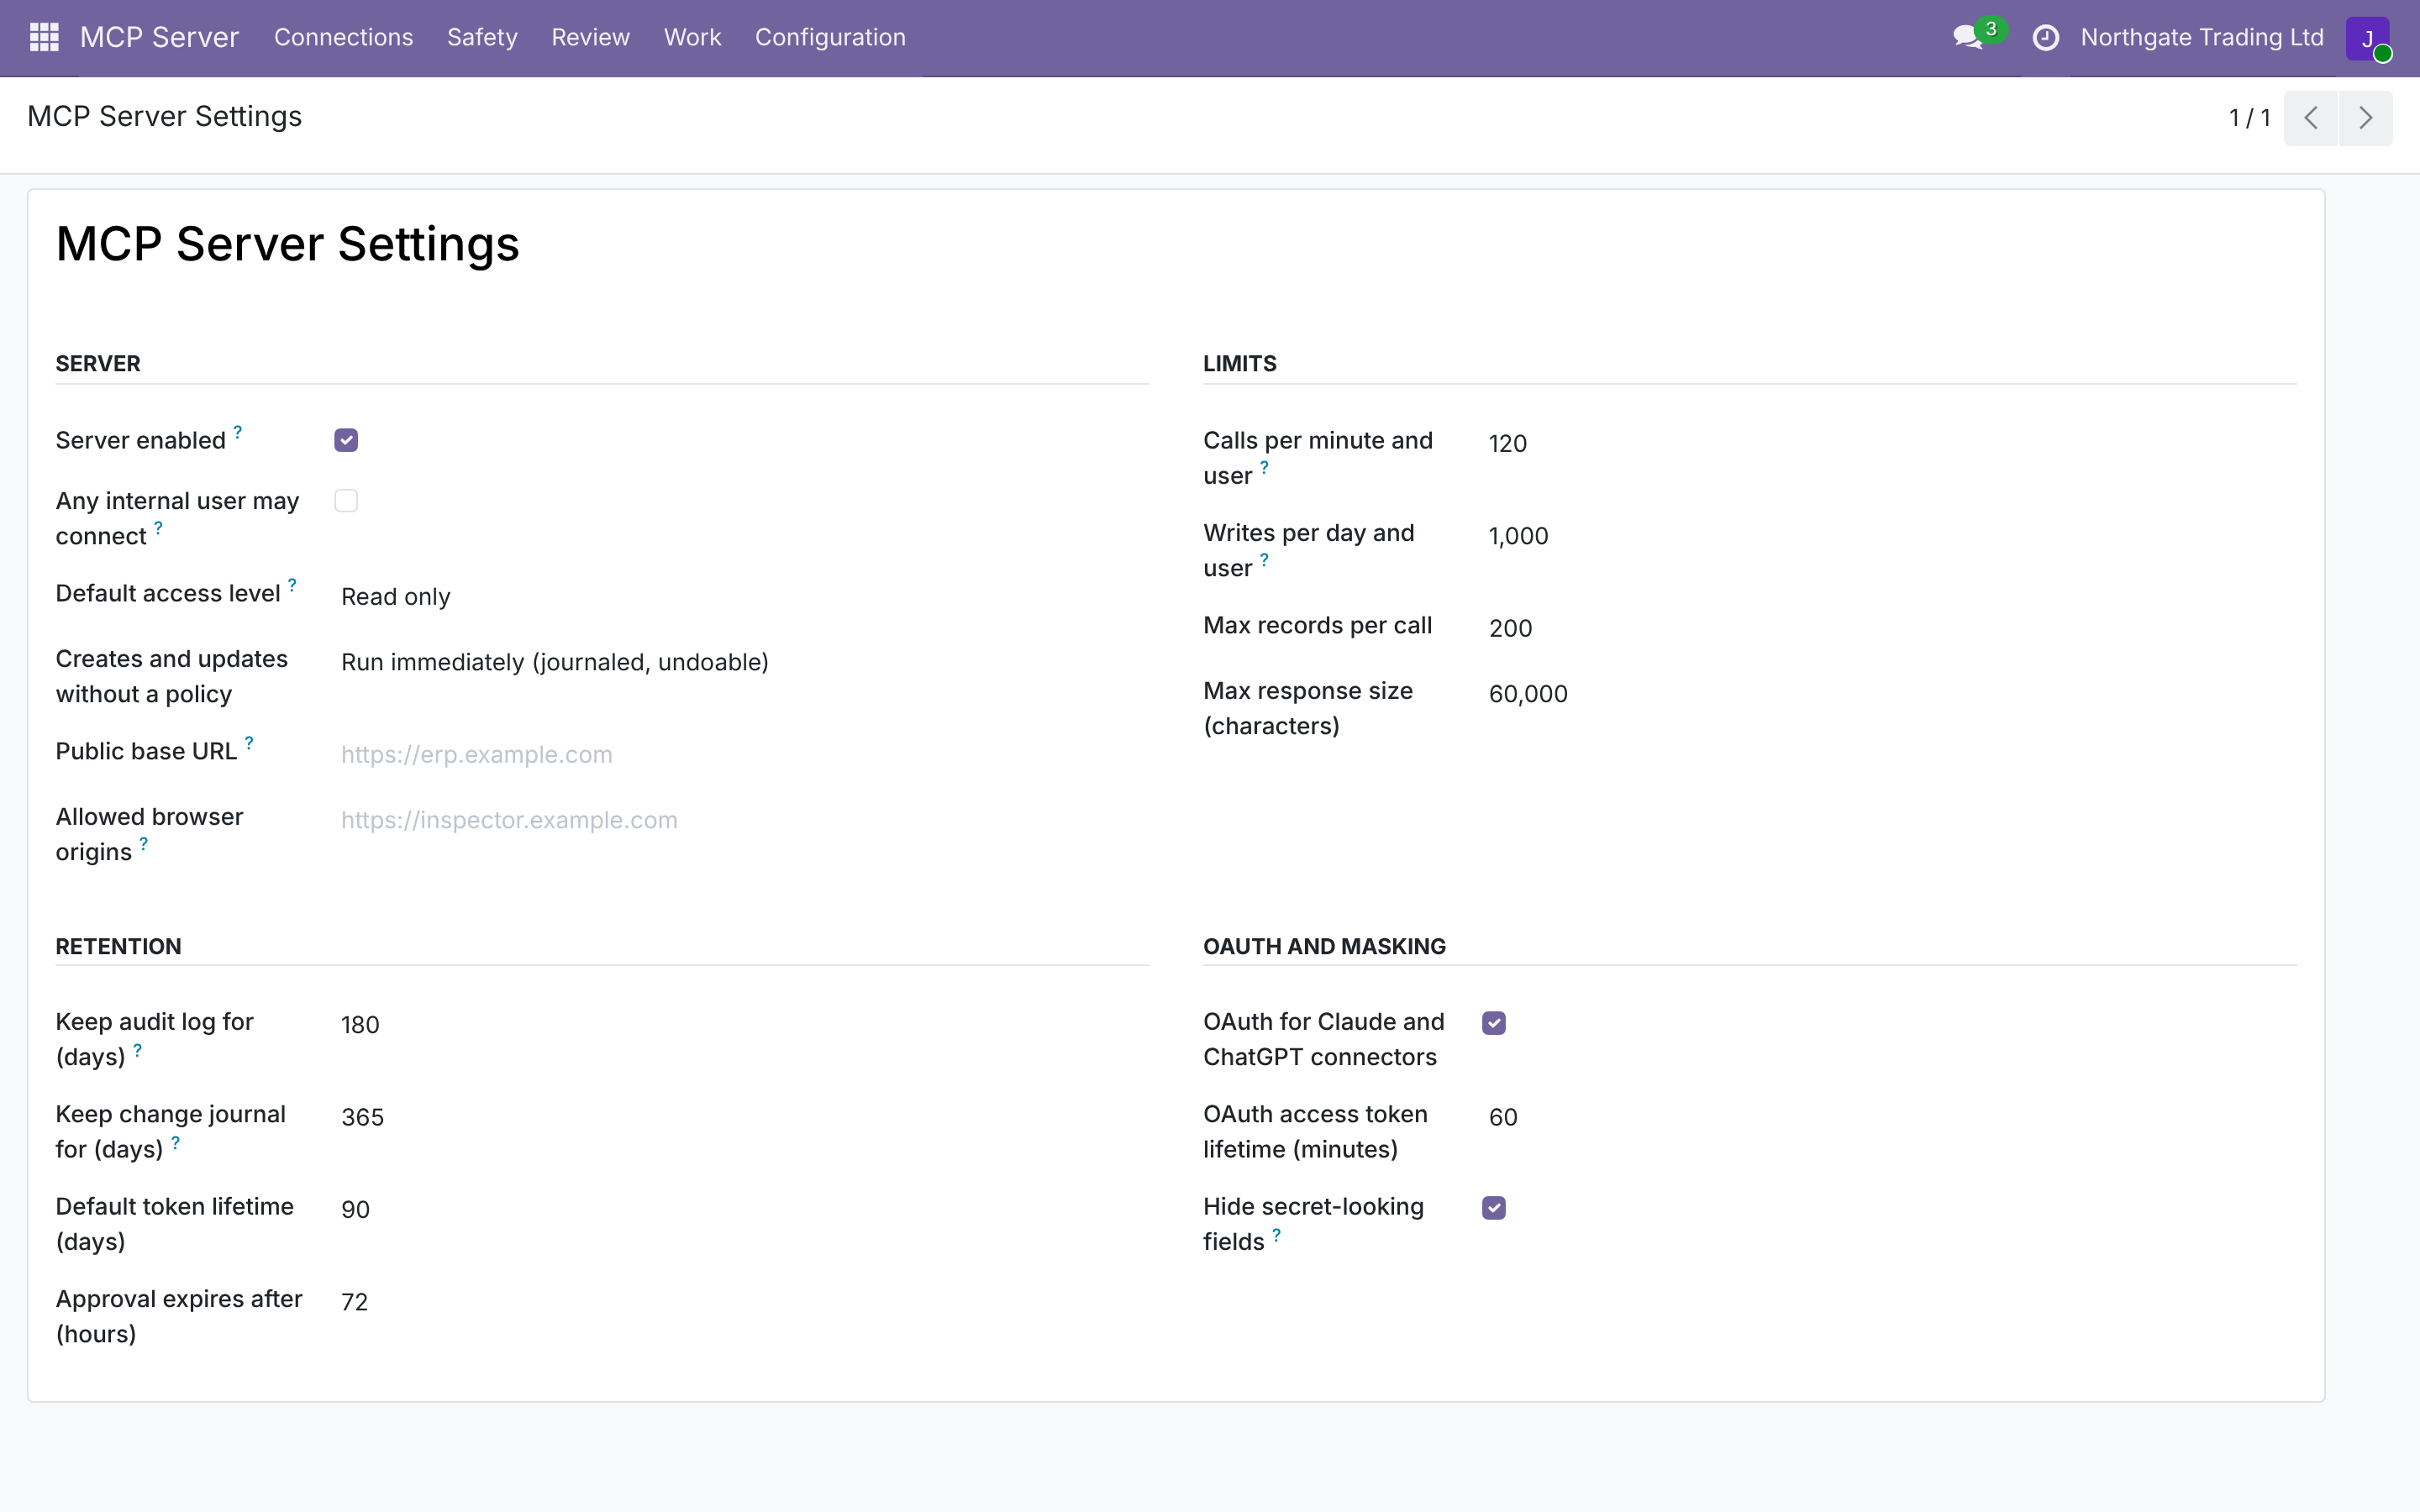 MCP Server Connections Safety Review Work Configuration 3 Northgate Trading Ltd J
MCP Server Settings 1 / 1
MCP Server Settings
SERVER
Server enabled ?
Any internal user may
connect ?
Default access level ? Read only
Creates and updates Run immediately (journaled, undoable)
without a policy
Public base URL ? https://erp.example.com
Allowed browser https://inspector.example.com
origins ?
LIMITS
Calls per minute and 120
user ?
Writes per day and 1,000
user ?
Max records per call 200
Max response size 60,000
(characters)
RETENTION
Keep audit log for 180
(days) ?
Keep change journal 365
for (days) ?
Default token lifetime 90
(days)
Approval expires after 72
(hours)
OAUTH AND MASKING
OAuth for Claude and
ChatGPT connectors
OAuth access token 60
lifetime (minutes)
Hide secret-looking
fields ?